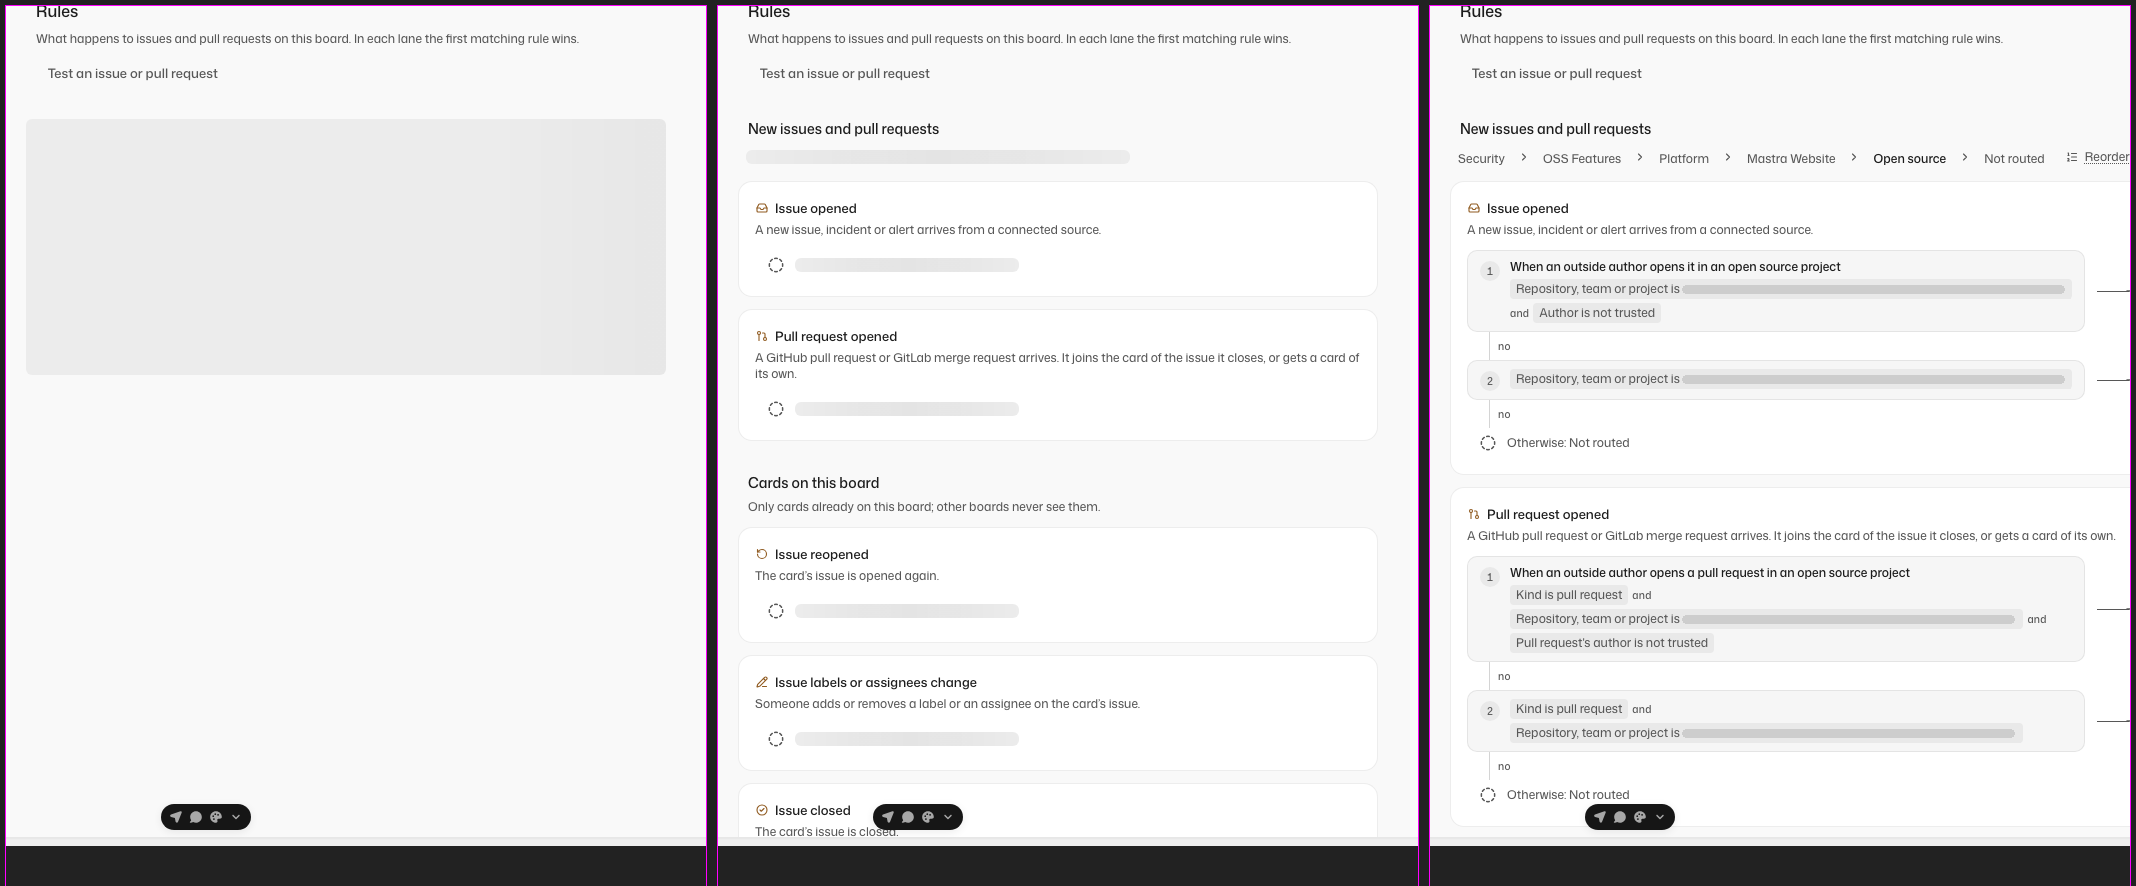 Rules
What happens to issues and pull requests on this board. In each lane the first matching rule wins.
Test an issue or pull request
Rules
What happens to issues and pull requests on this board. In each lane the first matching rule wins.
Test an issue or pull request
New issues and pull requests
Issue opened
A new issue, incident or alert arrives from a connected source.
Pull request opened
A GitHub pull request or GitLab merge request arrives. It joins the card of the issue it closes, or gets a card of
its own.
Cards on this board
Only cards already on this board; other boards never see them.
Issue reopened
The card's issue is opened again.
Issue labels or assignees change
Someone adds or removes a label or an assignee on the card's issue.
Issue closed
The card's issue is closed.
Rules
What happens to issues and pull requests on this board. In each lane the first matching rule wins.
Test an issue or pull request
New issues and pull requests
Security > OSS Features > Platform > Mastra Website > Open source > Not routed Reorder
Issue opened
A new issue, incident or alert arrives from a connected source.
1 When an outside author opens it in an open source project
Repository, team or project is
and Author is not trusted
no
2 Repository, team or project is
no
Otherwise: Not routed
Pull request opened
A GitHub pull request or GitLab merge request arrives. It joins the card of the issue it closes, or gets a card of its own.
1 When an outside author opens a pull request in an open source project
Kind is pull request and
Repository, team or project is and
Pull request's author is not trusted
no
2 Kind is pull request and
Repository, team or project is
no
Otherwise: Not routed